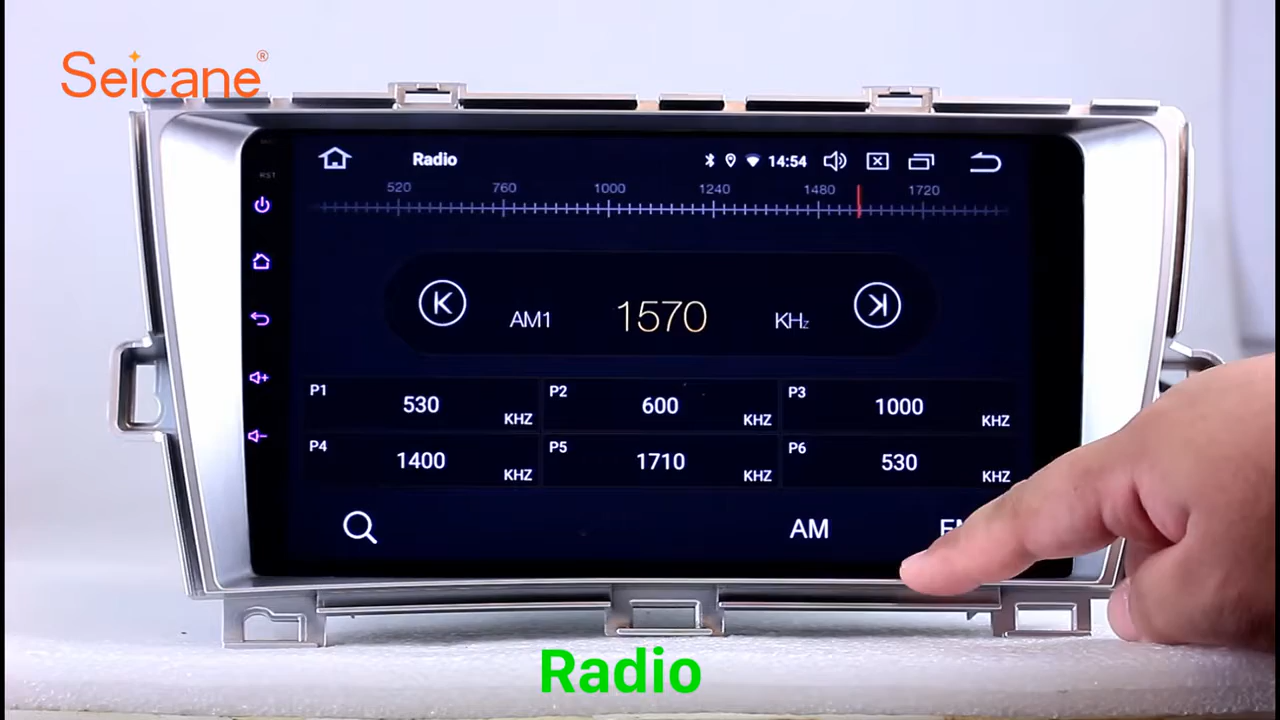 Seicane®
RST
Radio
14:54
520 760 1000 1240 1480 1720
AM1 1570 KHz
P1 530 KHZ
P2 600 KHZ
P3 1000 KHZ
P4 1400 KHZ
P5 1710 KHZ
P6 530 KHZ
AM
Radio